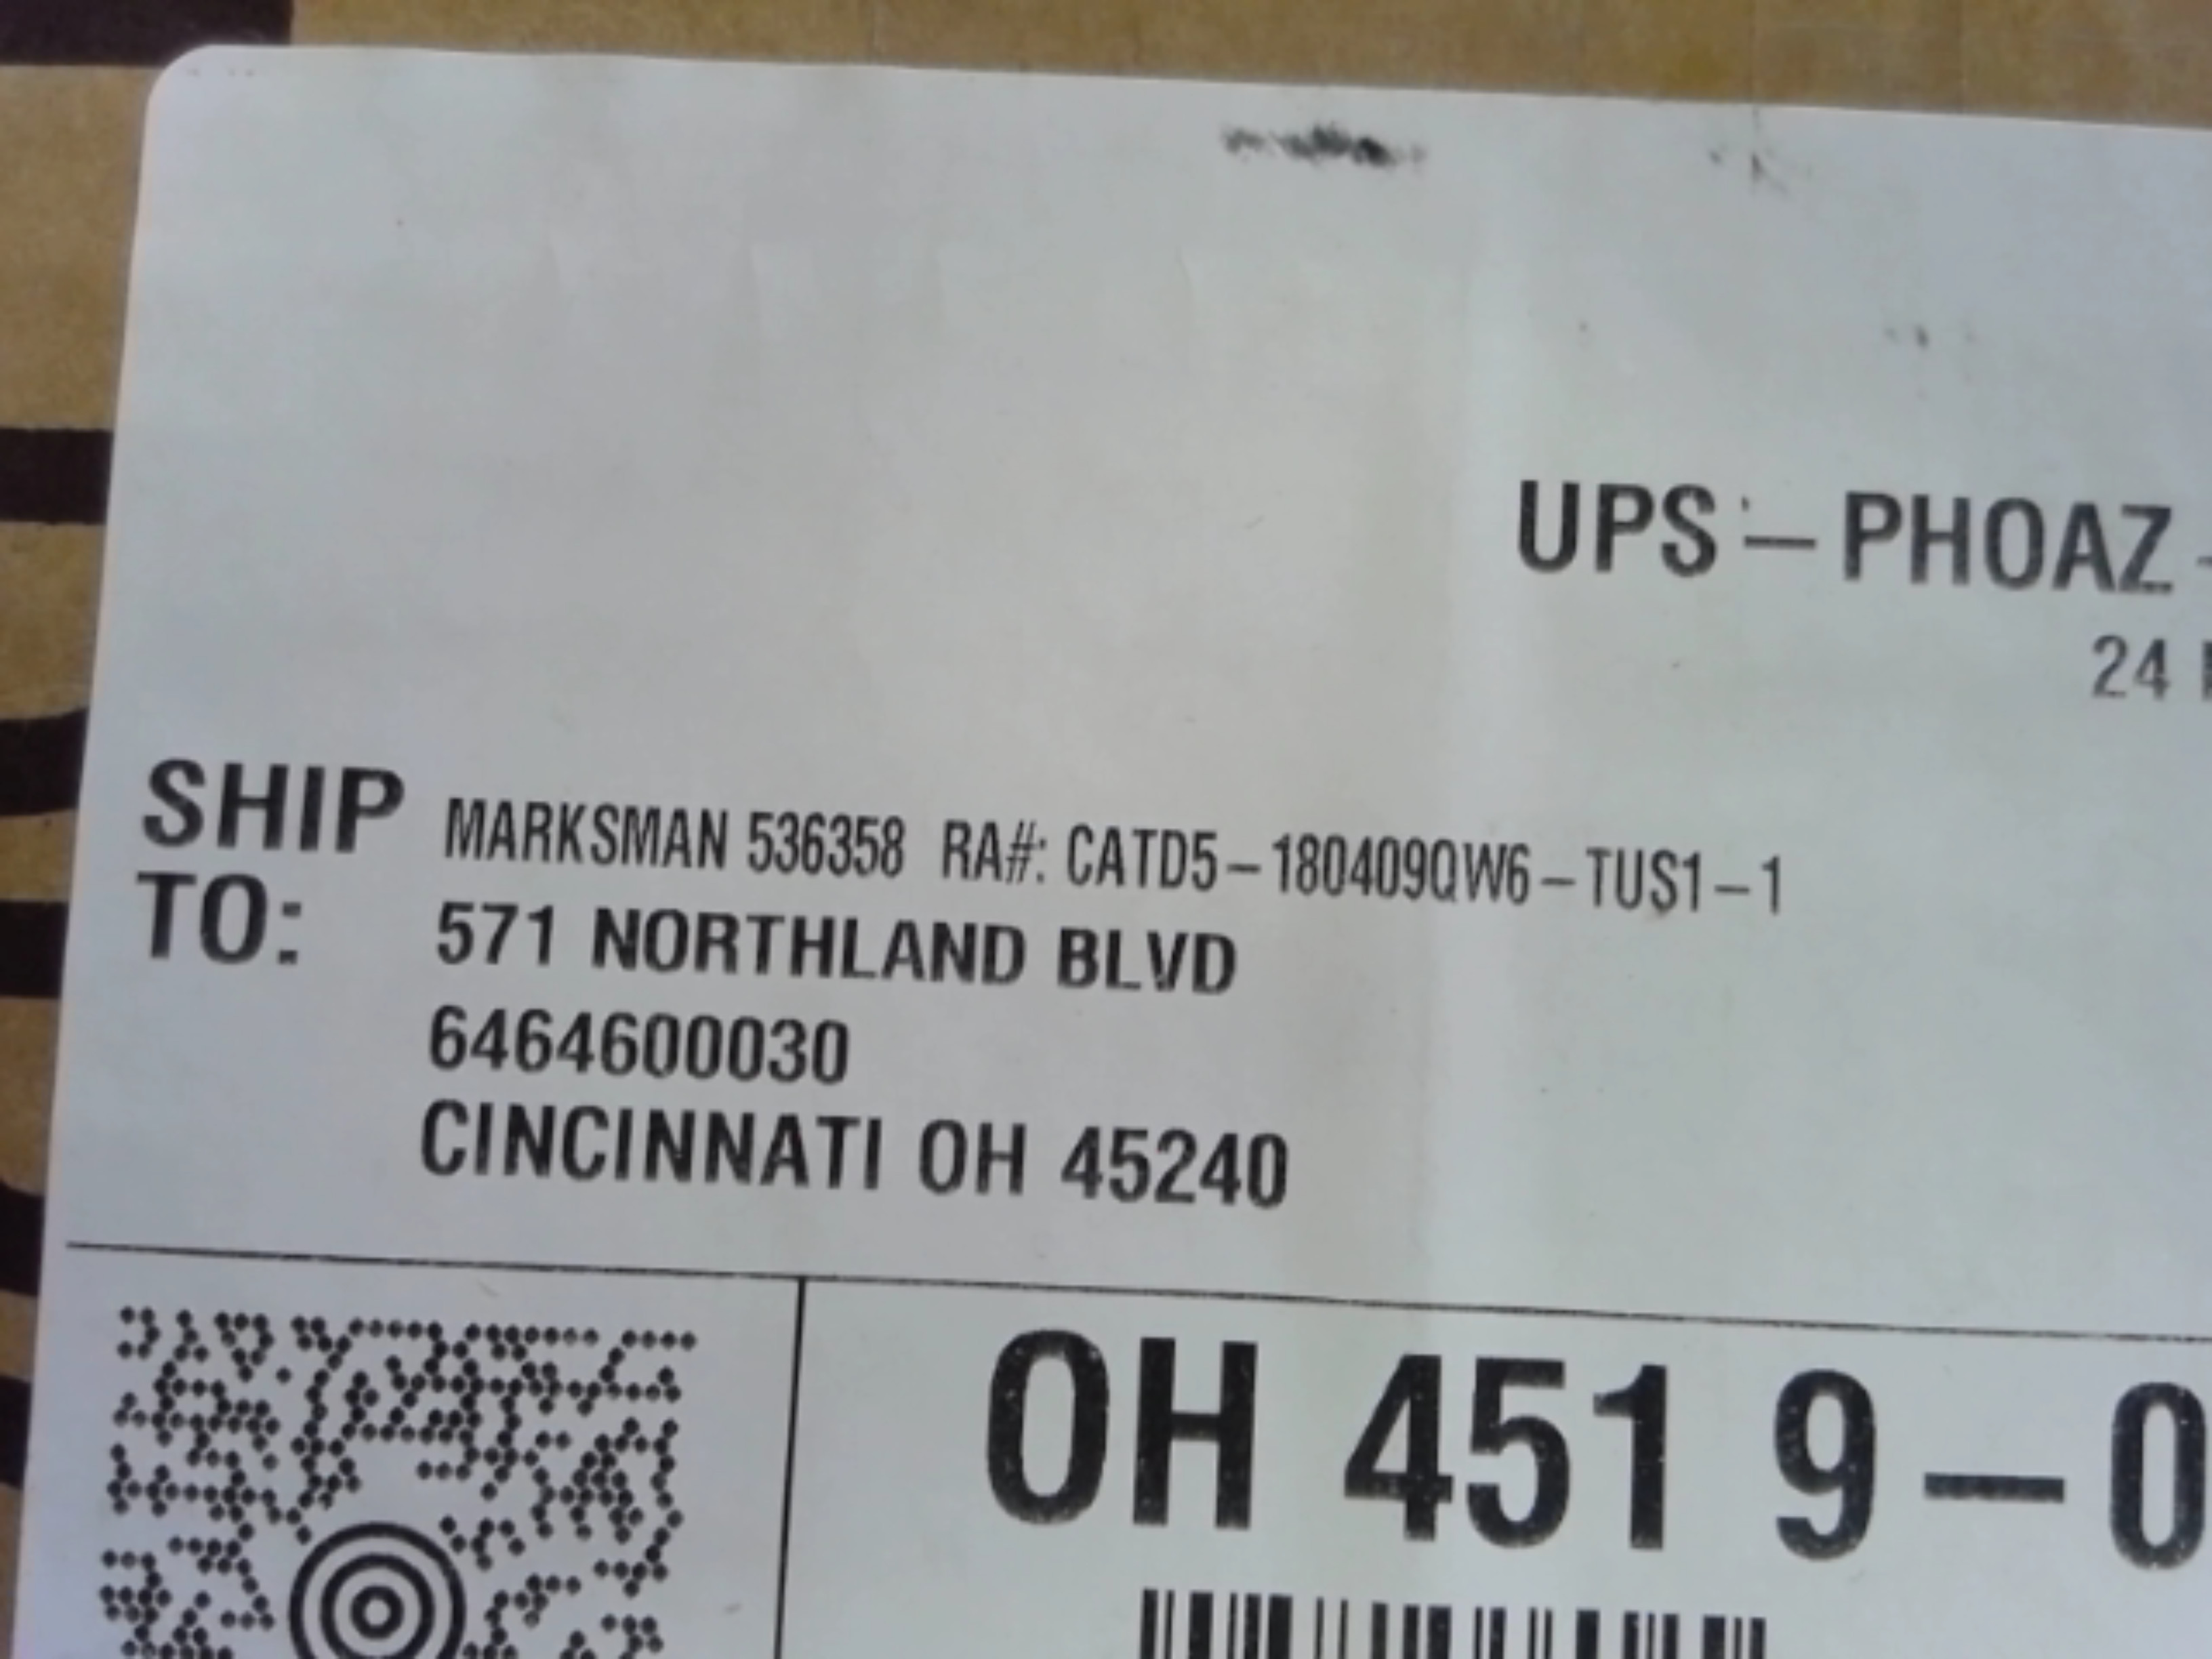 UPS – PHOAZ –
24
SHIP TO:
MARKSMAN 536358 RA#: CATD5–180409QW6–TUS1–1
571 NORTHLAND BLVD
6464600030
CINCINNATI OH 45240
OH 451 9–0